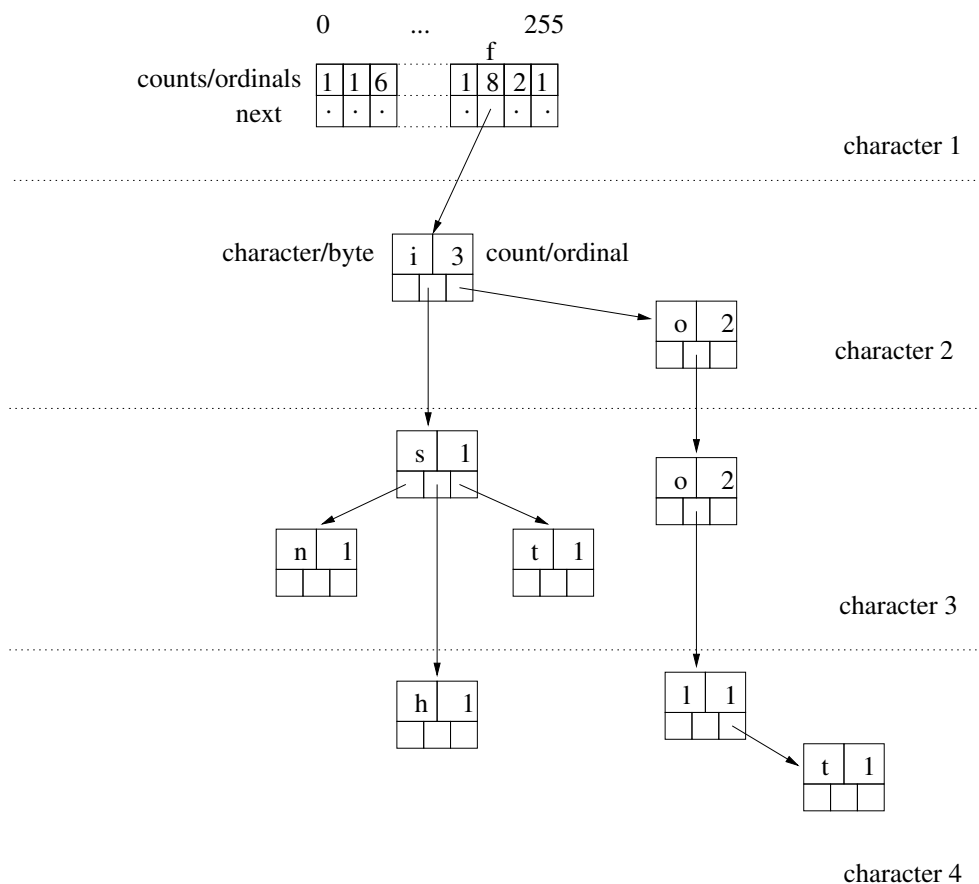 0 ... 255
f
counts/ordinals 1 1 6 1 8 2 1
next . . . . . .
character 1
character/byte i 3 count/ordinal
o 2
character 2
s 1
o 2
n 1 t 1
character 3
h 1 l 1
t 1
character 4